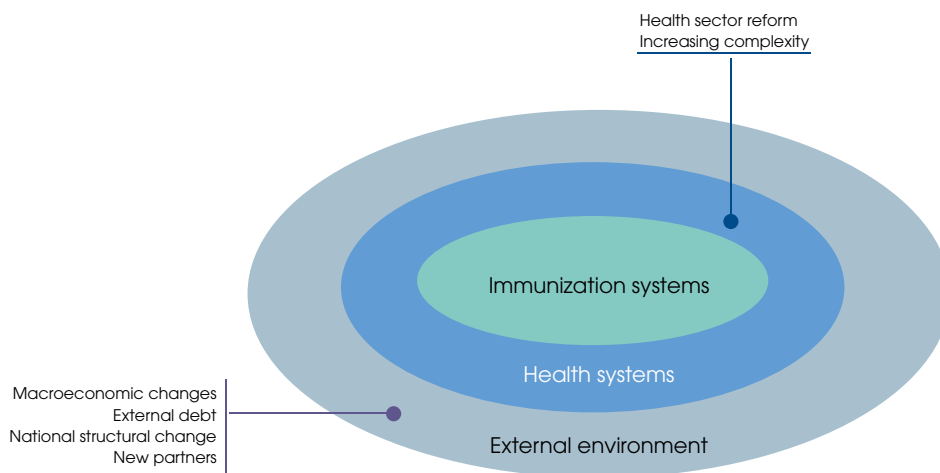 Health sector reform
Increasing complexity
Immunization systems
Health systems
Macroeconomic changes
External debt
National structural change
New partners
External environment